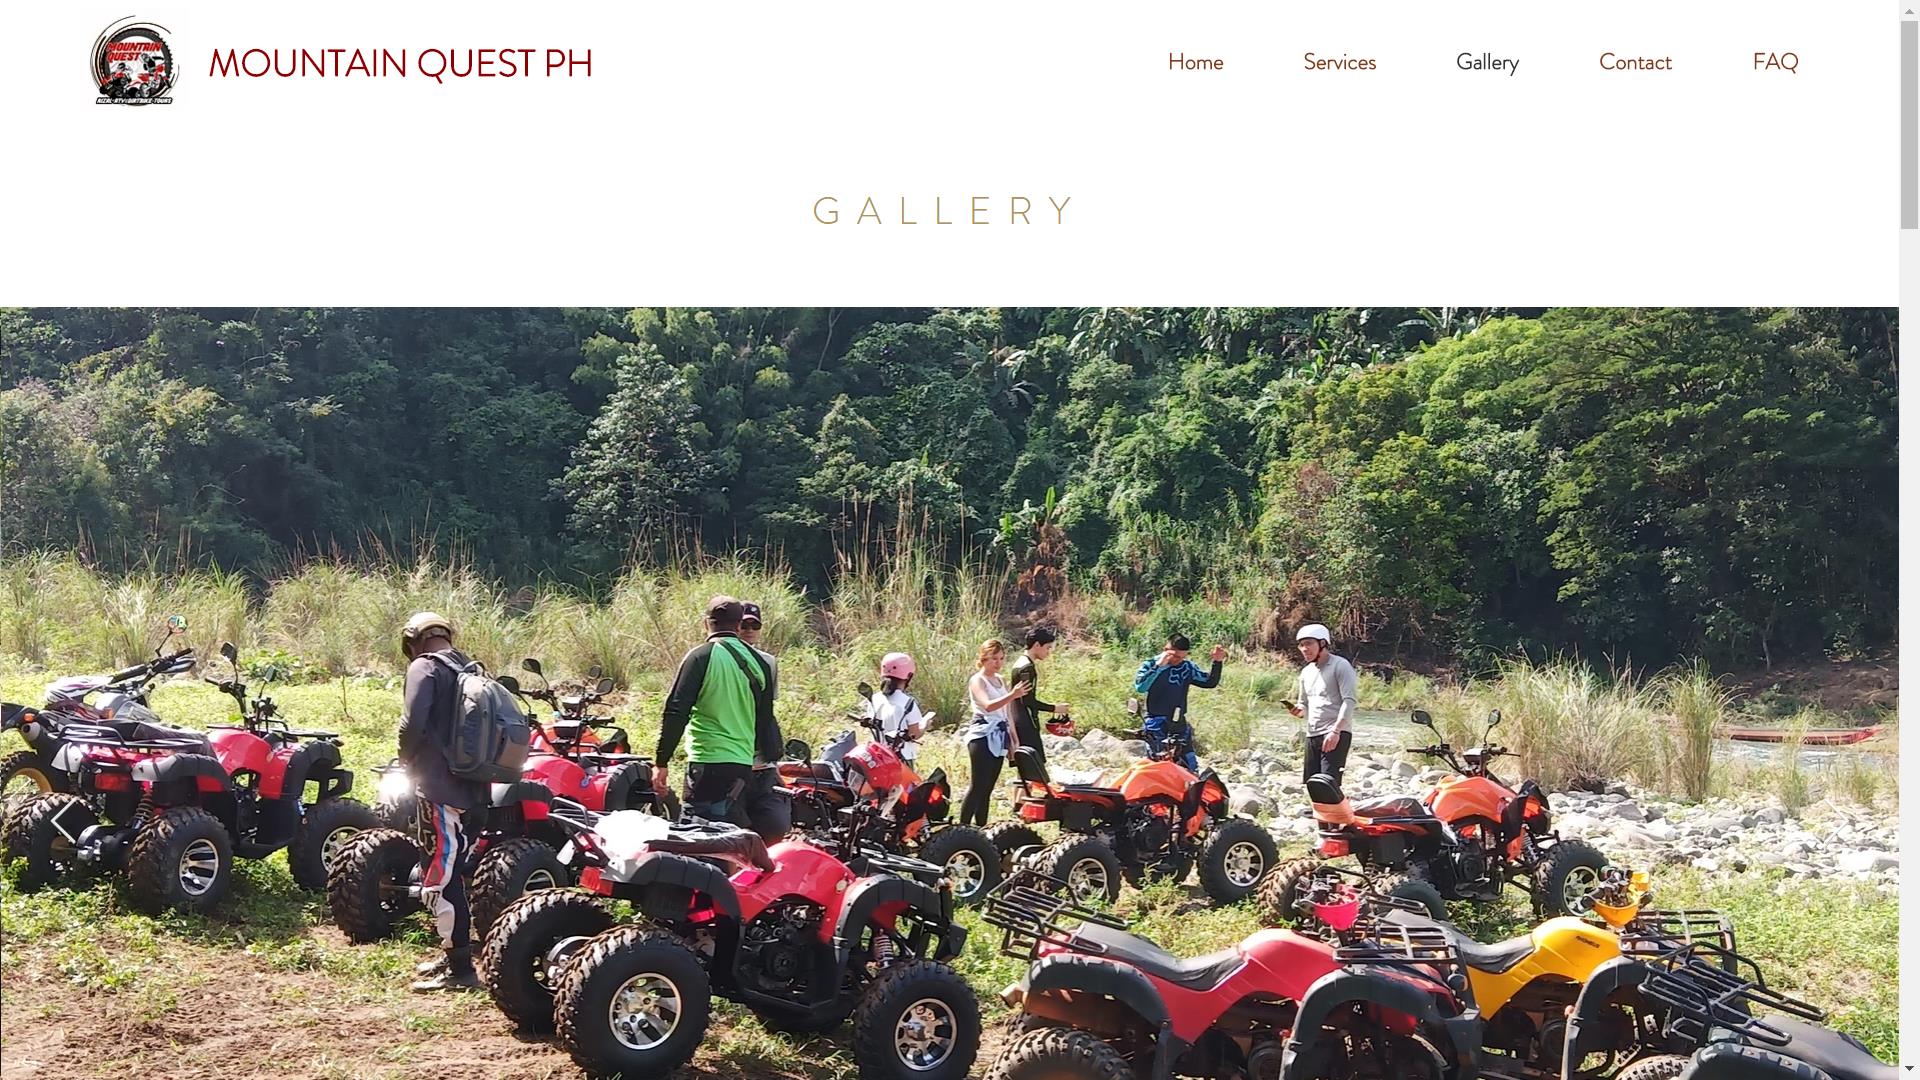 MOUNTAIN QUEST
RIZAL ATV & DIRTBIKE TOURS
MOUNTAIN QUEST PH
Home
Services
Gallery
Contact
FAQ
GALLERY